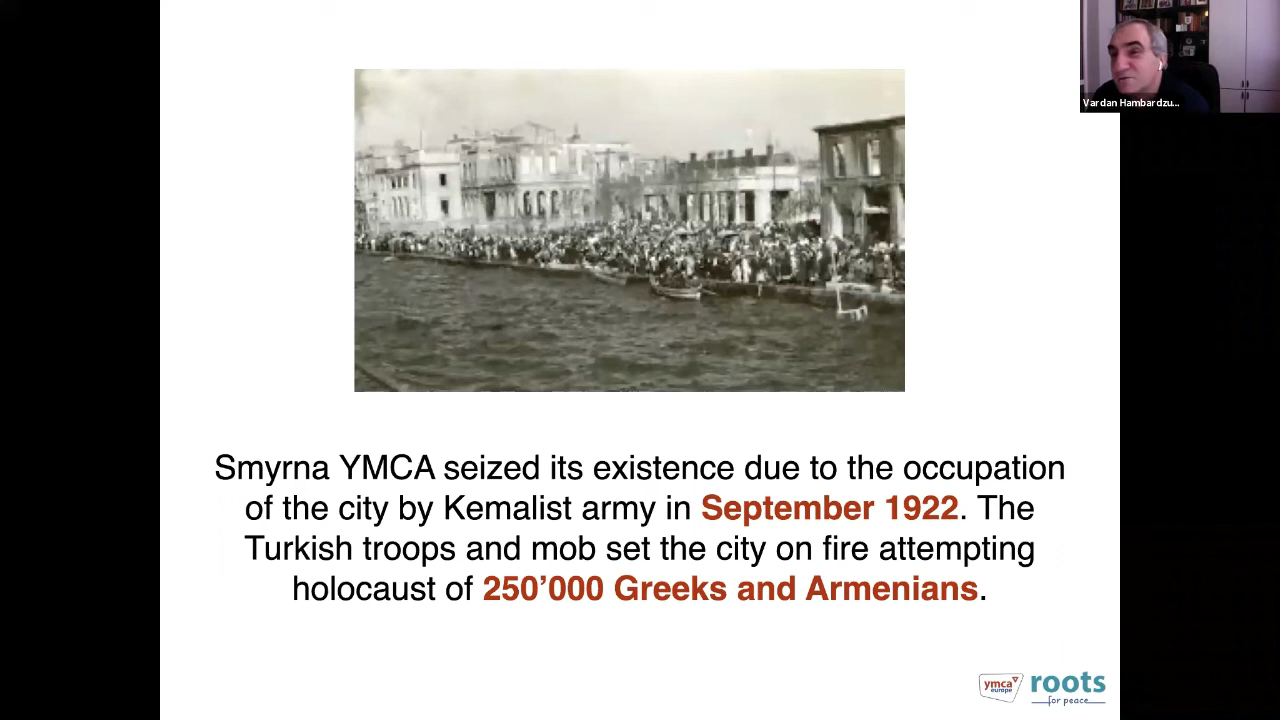 Vardan Hambardzu...
Smyrna YMCA seized its existence due to the occupation
of the city by Kemalist army in September 1922. The
Turkish troops and mob set the city on fire attempting
holocaust of 250’000 Greeks and Armenians.
ymca
europe
roots
for peace